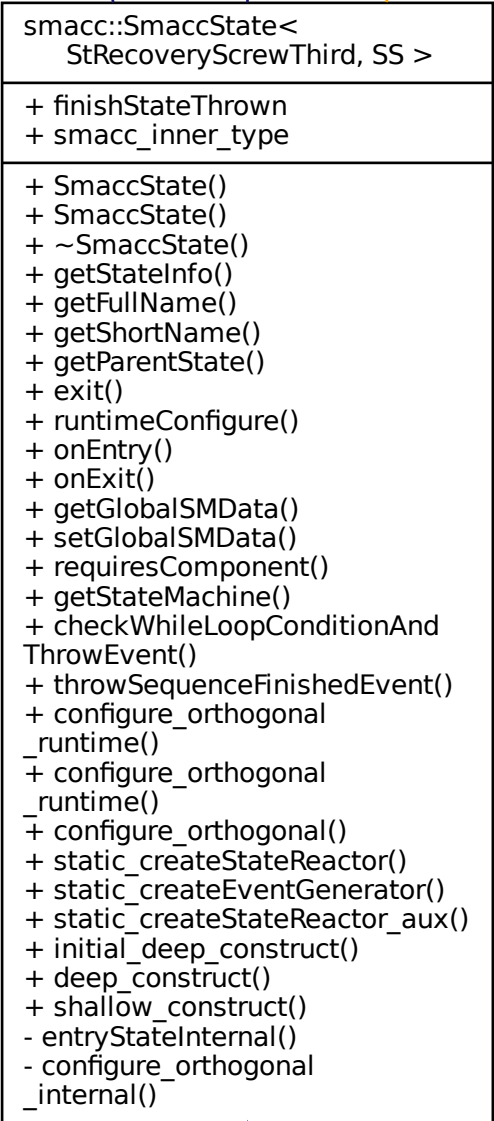 smacc::SmaccState<
StRecoveryScrewThird, SS >
+ finishStateThrown
+ smacc_inner_type
+ SmaccState()
+ SmaccState()
+ ~SmaccState()
+ getStateInfo()
+ getFullName()
+ getShortName()
+ getParentState()
+ exit()
+ runtimeConfigure()
+ onEntry()
+ onExit()
+ getGlobalSMData()
+ setGlobalSMData()
+ requiresComponent()
+ getStateMachine()
+ checkWhileLoopConditionAnd
ThrowEvent()
+ throwSequenceFinishedEvent()
+ configure_orthogonal
_runtime()
+ configure_orthogonal
_runtime()
+ configure_orthogonal()
+ static_createStateReactor()
+ static_createEventGenerator()
+ static_createStateReactor_aux()
+ initial_deep_construct()
+ deep_construct()
+ shallow_construct()
- entryStateInternal()
- configure_orthogonal
_internal()